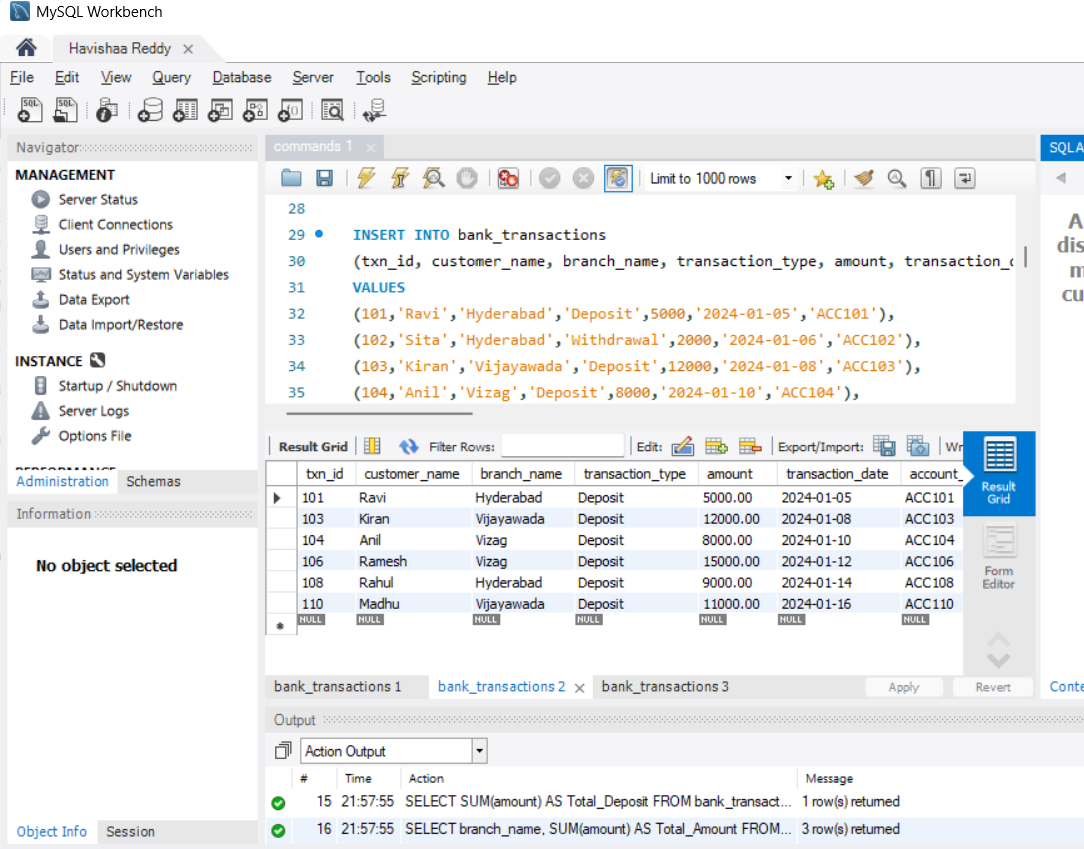 MySQL Workbench
Havishaa Reddy
File Edit View Query Database Server Tools Scripting Help
Navigator
MANAGEMENT
Server Status
Client Connections
Users and Privileges
Status and System Variables
Data Export
Data Import/Restore
INSTANCE
Startup / Shutdown
Server Logs
Options File
PERFORMANCE
Administration Schemas
Information
No object selected
Object Info Session
commands 1
Limit to 1000 rows
28
29 INSERT INTO bank_transactions
30 (txn_id, customer_name, branch_name, transaction_type, amount, transaction_
31 VALUES
32 (101,'Ravi','Hyderabad','Deposit',5000,'2024-01-05','ACC101'),
33 (102,'Sita','Hyderabad','Withdrawal',2000,'2024-01-06','ACC102'),
34 (103,'Kiran','Vijayawada','Deposit',12000,'2024-01-08','ACC103'),
35 (104,'Anil','Vizag','Deposit',8000,'2024-01-10','ACC104'),
Result Grid Filter Rows: Edit: Export/Import: Wr
txn_id customer_name branch_name transaction_type amount transaction_date account_
101 Ravi Hyderabad Deposit 5000.00 2024-01-05 ACC101
103 Kiran Vijayawada Deposit 12000.00 2024-01-08 ACC103
104 Anil Vizag Deposit 8000.00 2024-01-10 ACC104
106 Ramesh Vizag Deposit 15000.00 2024-01-12 ACC106
108 Rahul Hyderabad Deposit 9000.00 2024-01-14 ACC108
110 Madhu Vijayawada Deposit 11000.00 2024-01-16 ACC110
NULL NULL NULL NULL NULL NULL NULL
Result
Grid
Form
Editor
bank_transactions 1 bank_transactions 2 bank_transactions 3 Apply Revert
Output
Action Output
# Time Action Message
15 21:57:55 SELECT SUM(amount) AS Total_Deposit FROM bank_transact... 1 row(s) returned
16 21:57:55 SELECT branch_name, SUM(amount) AS Total_Amount FROM... 3 row(s) returned
SQLA
A
dis
m
cu
Conte